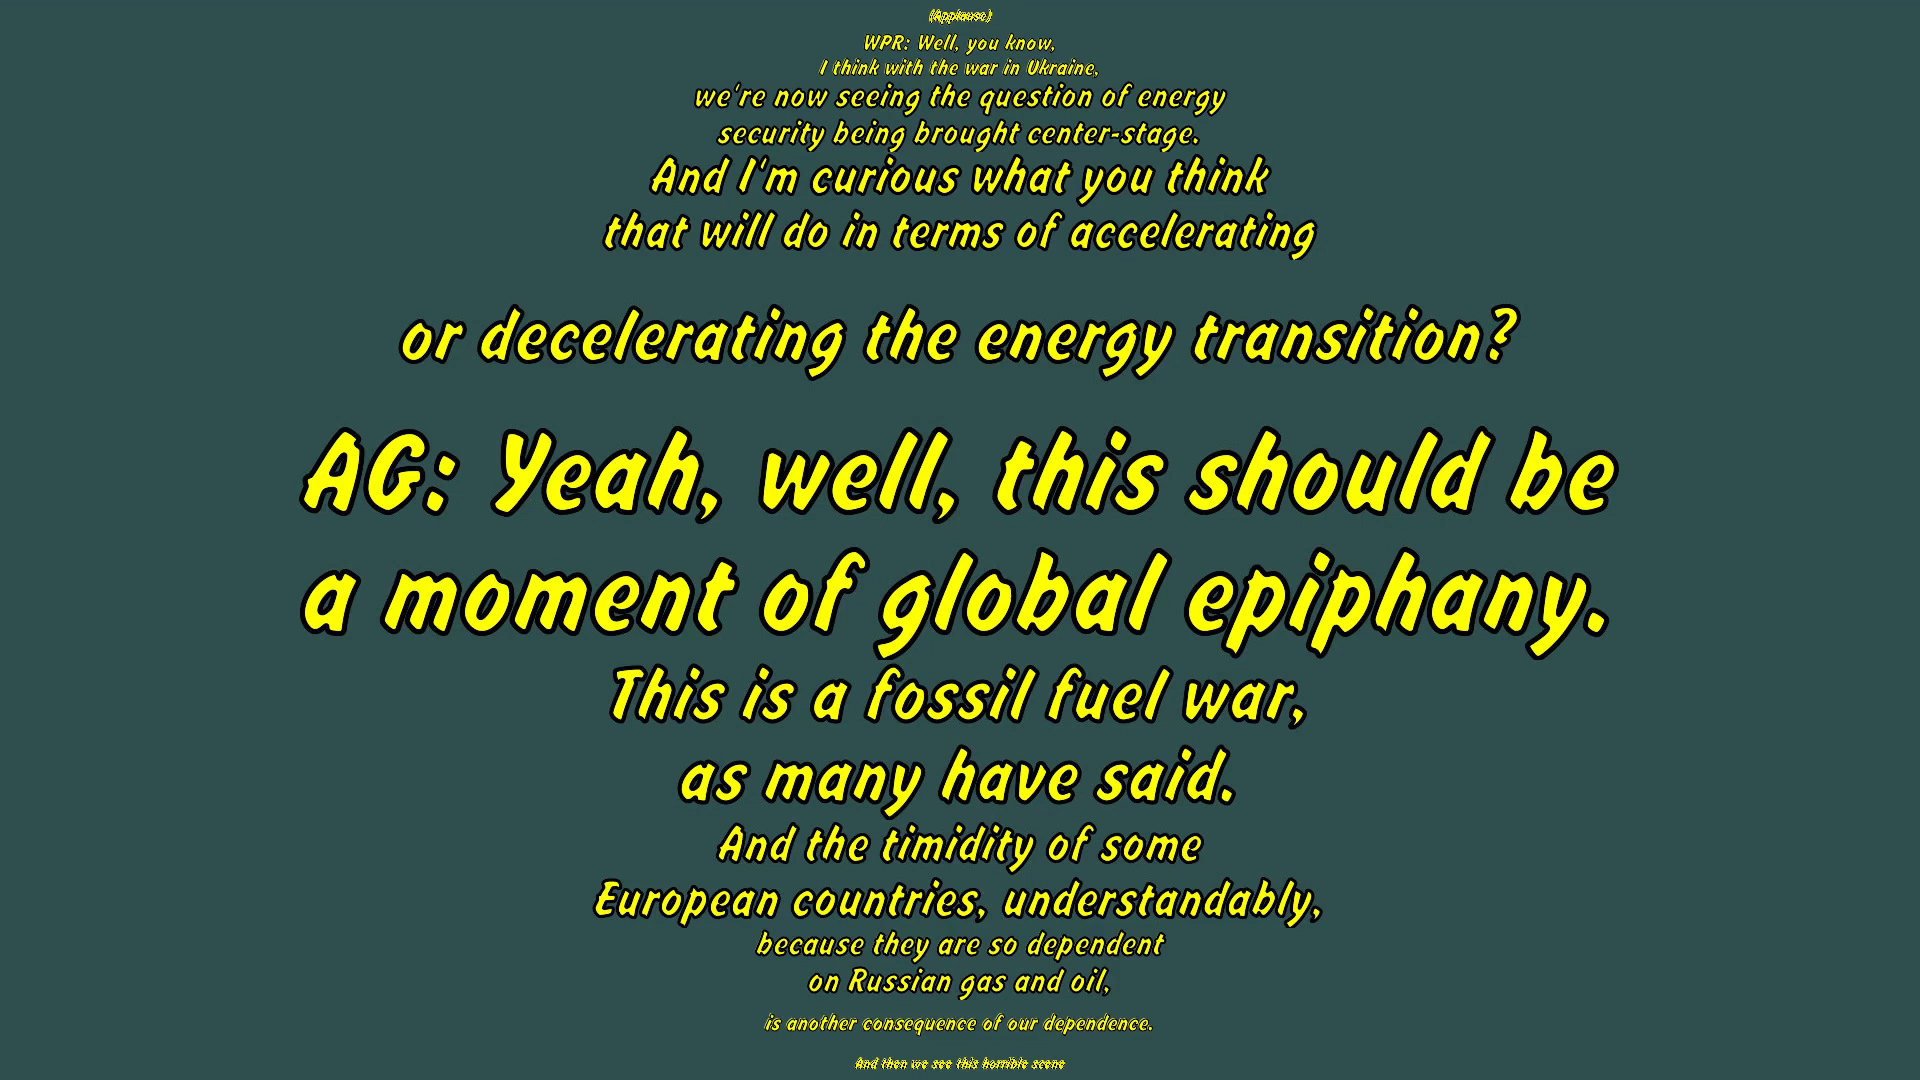 (Applause)
WPR: Well, you know,
I think with the war in Ukraine,
we're now seeing the question of energy
security being brought center-stage.
And I'm curious what you think
that will do in terms of accelerating
or decelerating the energy transition?
AG: Yeah, well, this should be
a moment of global epiphany.
This is a fossil fuel war,
as many have said.
And the timidity of some
European countries, understandably,
because they are so dependent
on Russian gas and oil,
is another consequence of our dependence.
And then we see this horrible scene